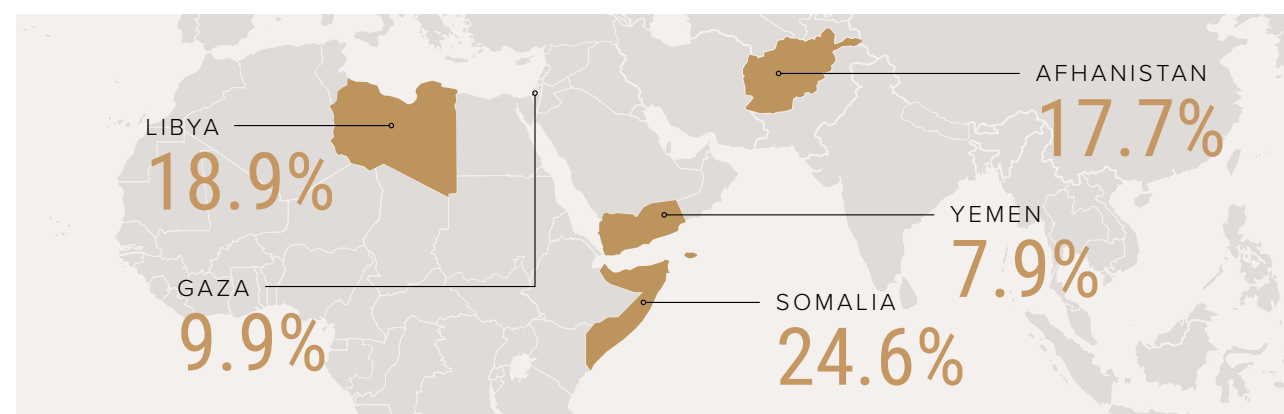 AFHANISTAN
17.7%
LIBYA
18.9%
YEMEN
7.9%
GAZA
9.9%
SOMALIA
24.6%